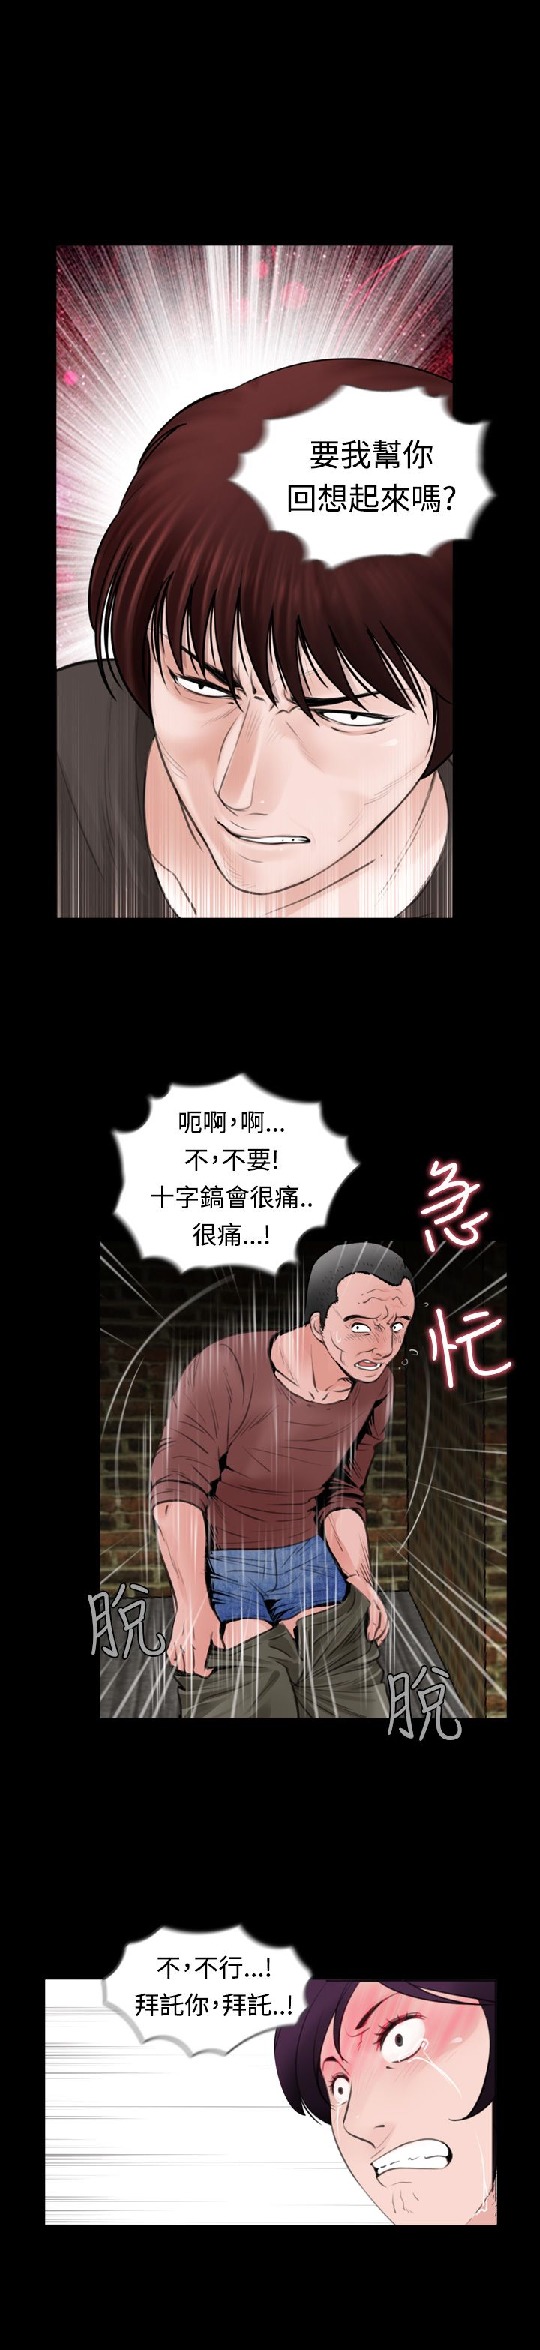 要我幫你
回想起來嗎?
呃啊,啊...
不,不要!
十字鎬會很痛..
很痛...!
急
忙
脫
脫
不,不行...!
拜託你,拜託..!